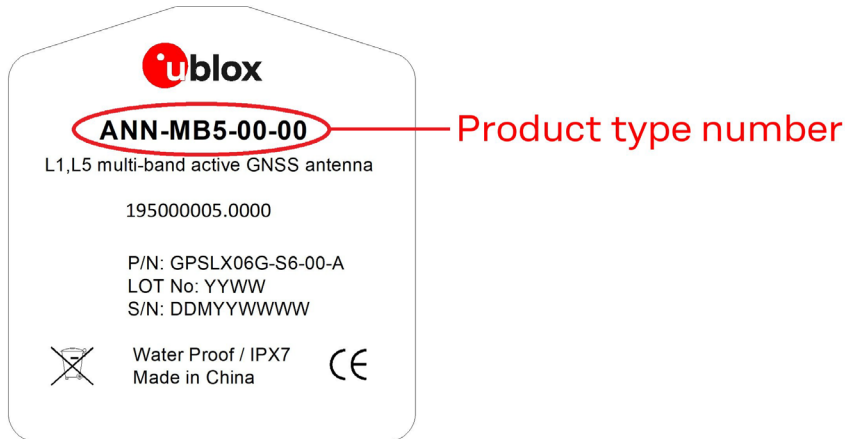 ublox
ANN-MB5-00-00
Product type number
L1,L5 multi-band active GNSS antenna
195000005.0000
P/N: GPSLX06G-S6-00-A
LOT No: YYWW
S/N: DDMYYWWWW
Water Proof / IPX7
Made in China
CE